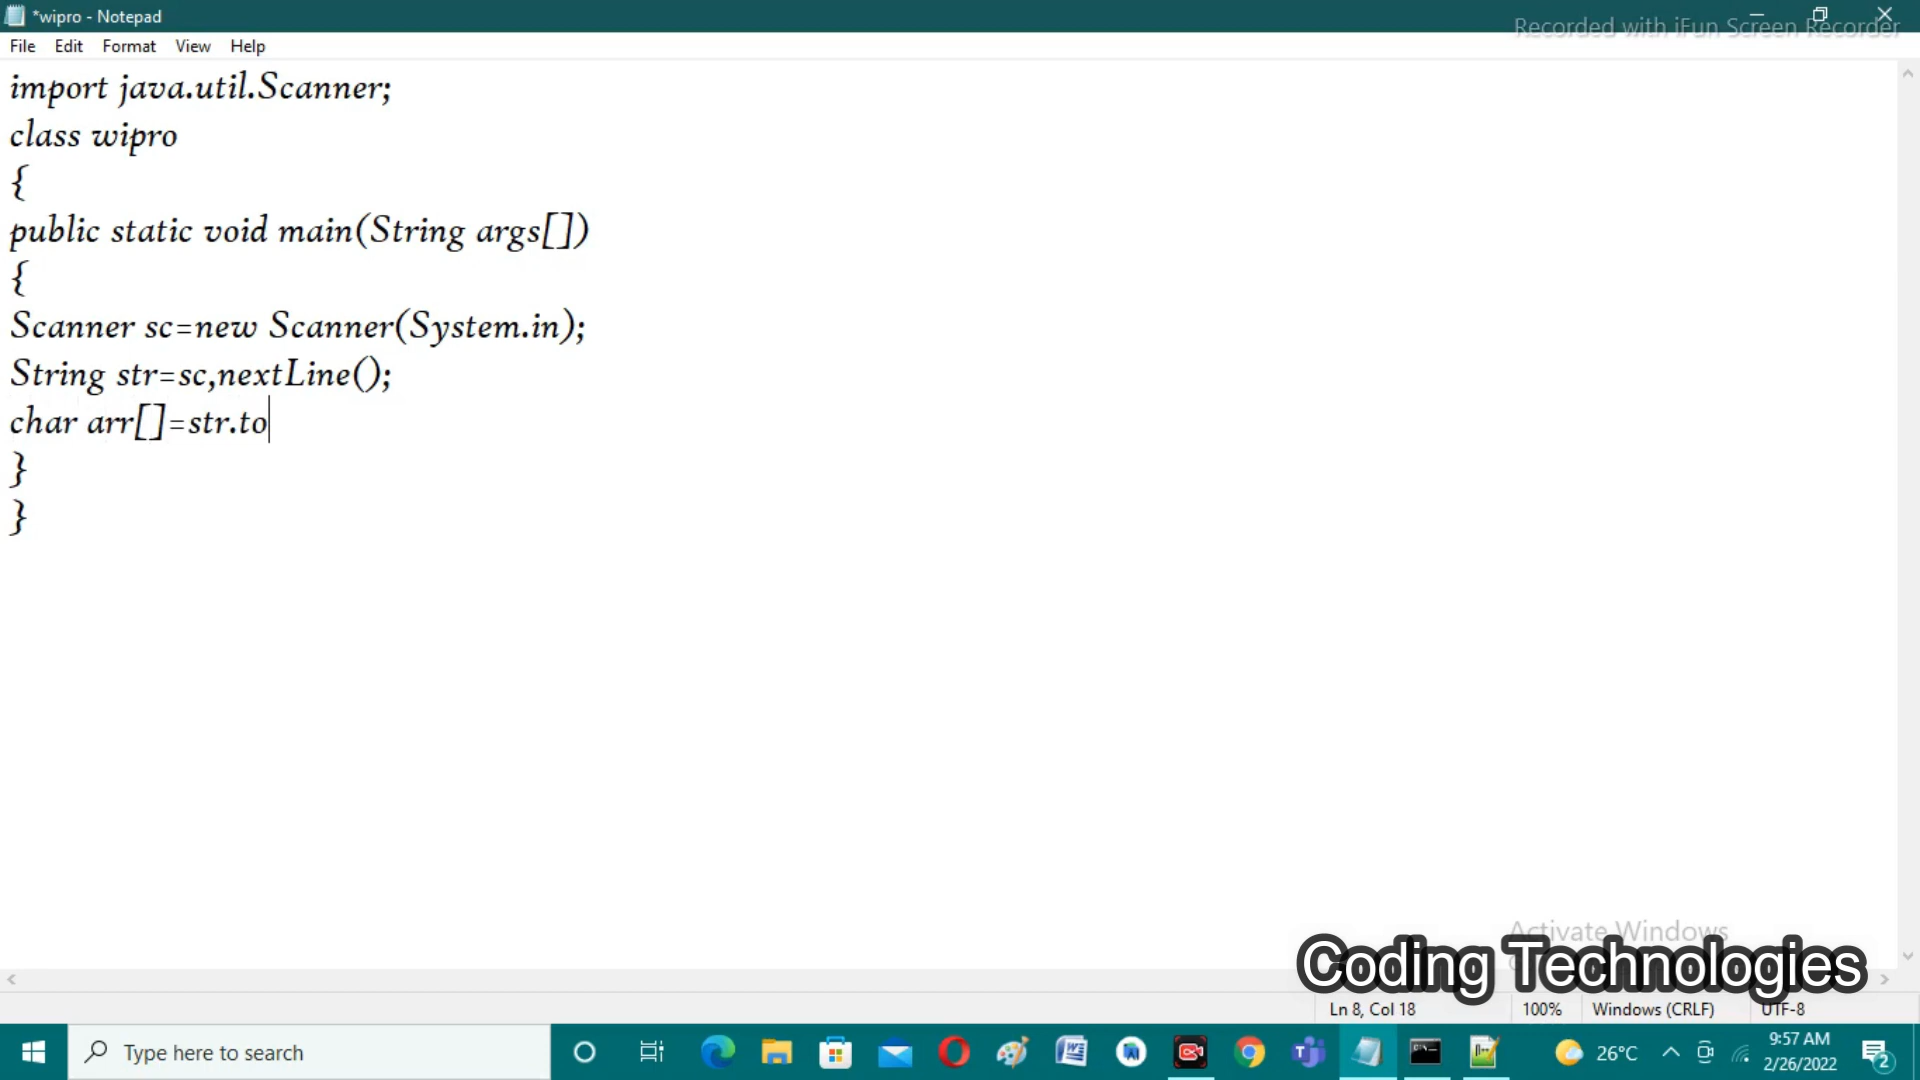 *wipro - Notepad
Recorded with iFun Screen Recorder
File Edit Format View Help
import java.util.Scanner;
class wipro
{
public static void main(String args[])
{
Scanner sc=new Scanner(System.in);
String str=sc,nextLine();
char arr[]=str.to
}
}
Activate Windows
Coding Technologies
Ln 8, Col 18 100% Windows (CRLF) UTF-8
Type here to search
26°C
9:57 AM
2/26/2022
2